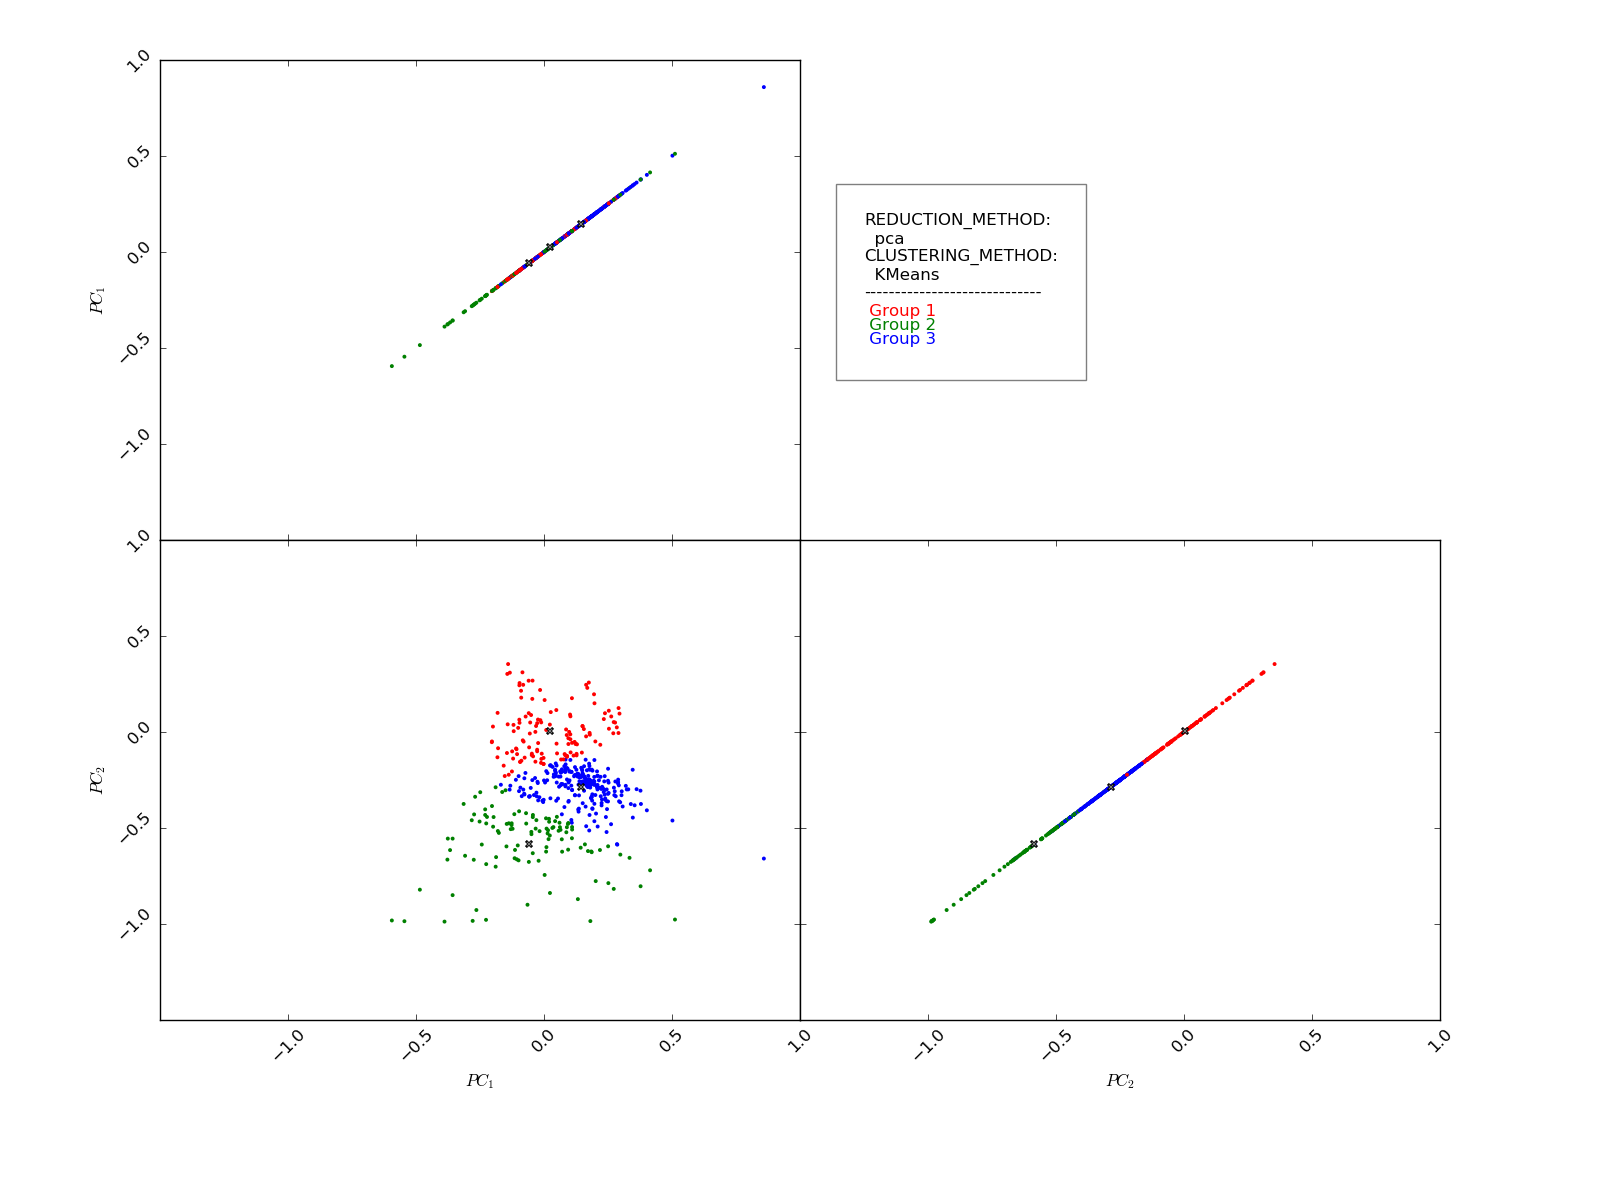 1.0
0.5
0.0
−0.5
−1.0
PC1
REDUCTION_METHOD:
pca
CLUSTERING_METHOD:
KMeans
-----------------------------
Group 1
Group 2
Group 3
1.0
0.5
0.0
−0.5
−1.0
PC2
−1.0 −0.5 0.0 0.5 1.0
−1.0 −0.5 0.0 0.5 1.0
PC1
PC2